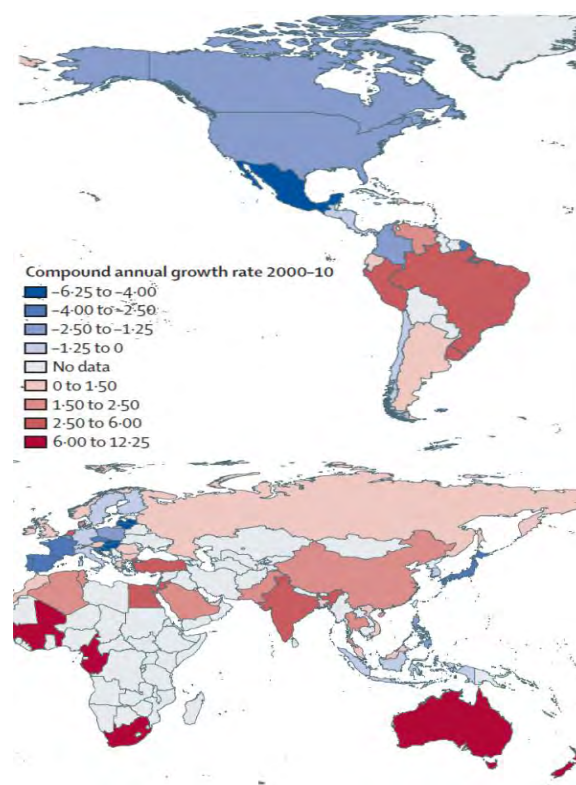 Compound annual growth rate 2000–10
–6·25 to –4·00
–4·00 to –2·50
–2·50 to –1·25
–1·25 to 0
No data
0 to 1·50
1·50 to 2·50
2·50 to 6·00
6·00 to 12·25